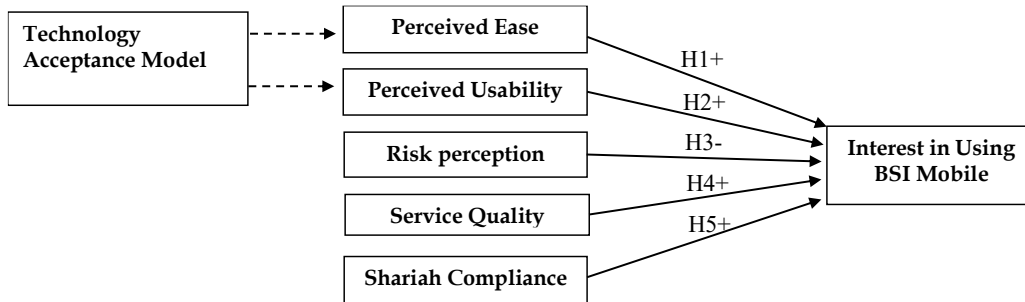 Technology
Acceptance Model
Perceived Ease
Perceived Usability
Risk perception
Service Quality
Shariah Compliance
H1+
H2+
H3-
H4+
H5+
Interest in Using
BSI Mobile